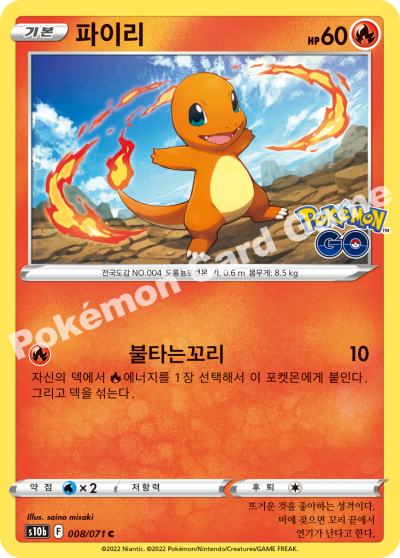 기본 파이리 HP 60
Pokémon GO
전국도감 NO.004 도롱뇽포켓몬 키: 0.6 m 몸무게: 8.5 kg
Pokémon Card Game
불타는꼬리 10
자신의 덱에서 에너지를 1장 선택해서 이 포켓몬에게 붙인다.
그리고 덱을 섞는다.
약점 ×2 저항력 후퇴
Illus. saino misaki
s10b F 008/071 C
뜨거운 것을 좋아하는 성격이다.
비에 젖으면 꼬리 끝에서
연기가 난다고 한다.
©2022 Niantic. ©2022 Pokémon/Nintendo/Creatures/GAME FREAK.